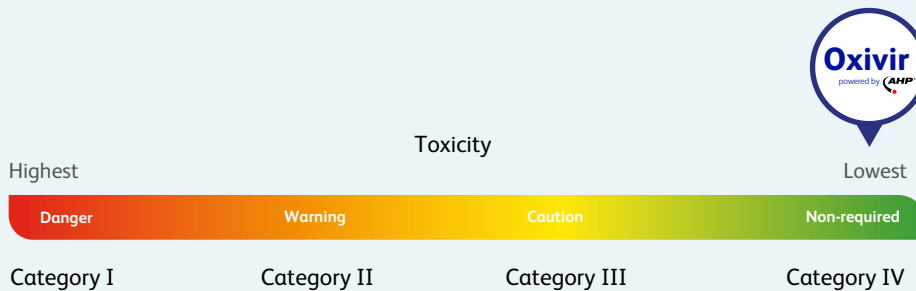 Oxivir
powered by AHP
Toxicity
Highest
Lowest
Danger Warning Caution Non-required
Category I Category II Category III Category IV